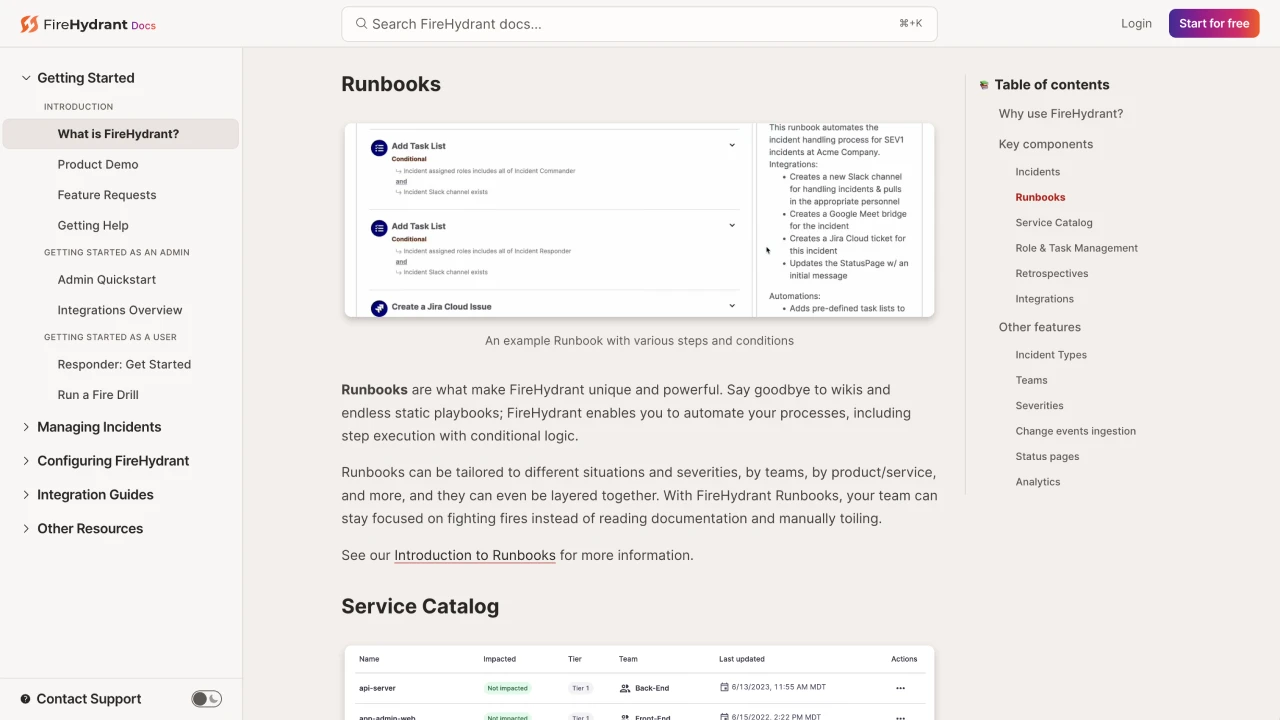 FireHydrant Docs
Search FireHydrant docs...
⌘+K
Login
Start for free
Getting Started
INTRODUCTION
What is FireHydrant?
Product Demo
Feature Requests
Getting Help
GETTING STARTED AS AN ADMIN
Admin Quickstart
Integrations Overview
GETTING STARTED AS A USER
Responder: Get Started
Run a Fire Drill
Managing Incidents
Configuring FireHydrant
Integration Guides
Other Resources
Contact Support
Runbooks
Add Task List
Conditional
Incident assigned roles includes all of Incident Commander
and
Incident Slack channel exists
Add Task List
Conditional
Incident assigned roles includes all of Incident Responder
and
Incident Slack channel exists
Create a Jira Cloud Issue
This runbook automates the
incident handling process for SEV1
incidents at Acme Company.
Integrations:
• Creates a new Slack channel
for handling incidents & pulls
in the appropriate personnel
• Creates a Google Meet bridge
for the incident
• Creates a Jira Cloud ticket for
this incident
• Updates the StatusPage w/ an
initial message
Automations:
• Adds pre-defined task lists to
An example Runbook with various steps and conditions
Runbooks are what make FireHydrant unique and powerful. Say goodbye to wikis and
endless static playbooks; FireHydrant enables you to automate your processes, including
step execution with conditional logic.
Runbooks can be tailored to different situations and severities, by teams, by product/service,
and more, and they can even be layered together. With FireHydrant Runbooks, your team can
stay focused on fighting fires instead of reading documentation and manually toiling.
See our Introduction to Runbooks for more information.
Service Catalog
Name Impacted Tier Team Last updated Actions
api-server Not impacted Tier 1 Back-End 6/13/2023, 11:55 AM MDT
app-admin-web Not impacted Tier 1 Front-End 6/15/2022, 2:22 PM MDT
Table of contents
Why use FireHydrant?
Key components
Incidents
Runbooks
Service Catalog
Role & Task Management
Retrospectives
Integrations
Other features
Incident Types
Teams
Severities
Change events ingestion
Status pages
Analytics